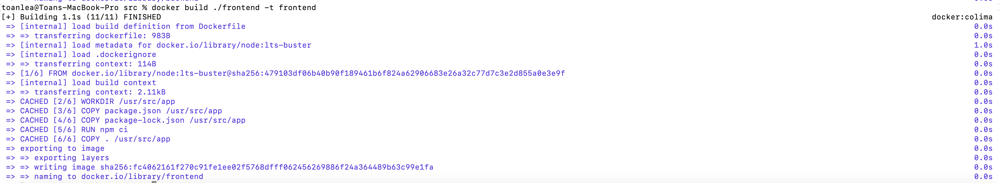 toanlea@Toans-MacBook-Pro src % docker build ./frontend -t frontend
[+] Building 1.1s (11/11) FINISHED docker:colima
=> [internal] load build definition from Dockerfile 0.0s
=> => transferring dockerfile: 983B 0.0s
=> [internal] load metadata for docker.io/library/node:lts-buster 1.0s
=> [internal] load .dockerignore 0.0s
=> => transferring context: 114B 0.0s
=> [1/6] FROM docker.io/library/node:lts-buster@sha256:479103df06b40b90f189461b6f824a62906683e26a32c77d7c3e2d855a0e3e9f 0.0s
=> [internal] load build context 0.0s
=> => transferring context: 2.11kB 0.0s
=> CACHED [2/6] WORKDIR /usr/src/app 0.0s
=> CACHED [3/6] COPY package.json /usr/src/app 0.0s
=> CACHED [4/6] COPY package-lock.json /usr/src/app 0.0s
=> CACHED [5/6] RUN npm ci 0.0s
=> CACHED [6/6] COPY . /usr/src/app 0.0s
=> exporting to image 0.0s
=> => exporting layers 0.0s
=> => writing image sha256:fc4062161f270c91fe1ee02f5768dfff062456269886f24a364489b63c99e1fa 0.0s
=> => naming to docker.io/library/frontend 0.0s